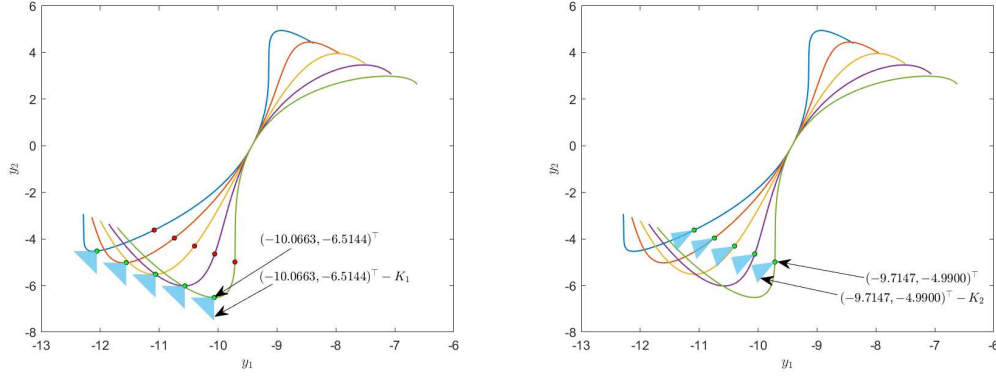 6
4
2
0
-2
-4
-6
-8
y₂
(−10.0663, −6.5144)⊤
(−10.0663, −6.5144)⊤ − K₁
-13 -12 -11 -10 -9 -8 -7 -6
y₁
6
4
2
0
-2
-4
-6
-8
y₂
(−9.7147, −4.9900)⊤
(−9.7147, −4.9900)⊤ − K₂
-13 -12 -11 -10 -9 -8 -7 -6
y₁